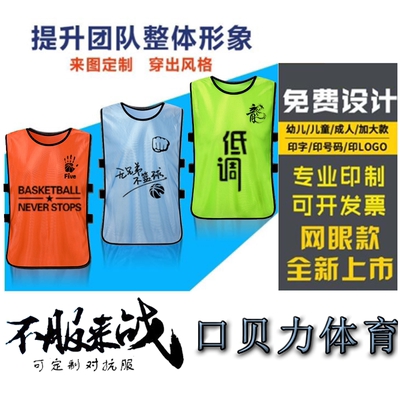 提升团队整体形象
来图定制 穿出风格
免费设计
幼儿/儿童/成人/加大款
印字/印号码/印LOGO
专业印制
可开发票
网眼款
全新上市
Five
BASKETBALL
★
NEVER STOPS
无兄弟
不篮球
龙
低调
不服来战
可定制对抗服
口贝力体育